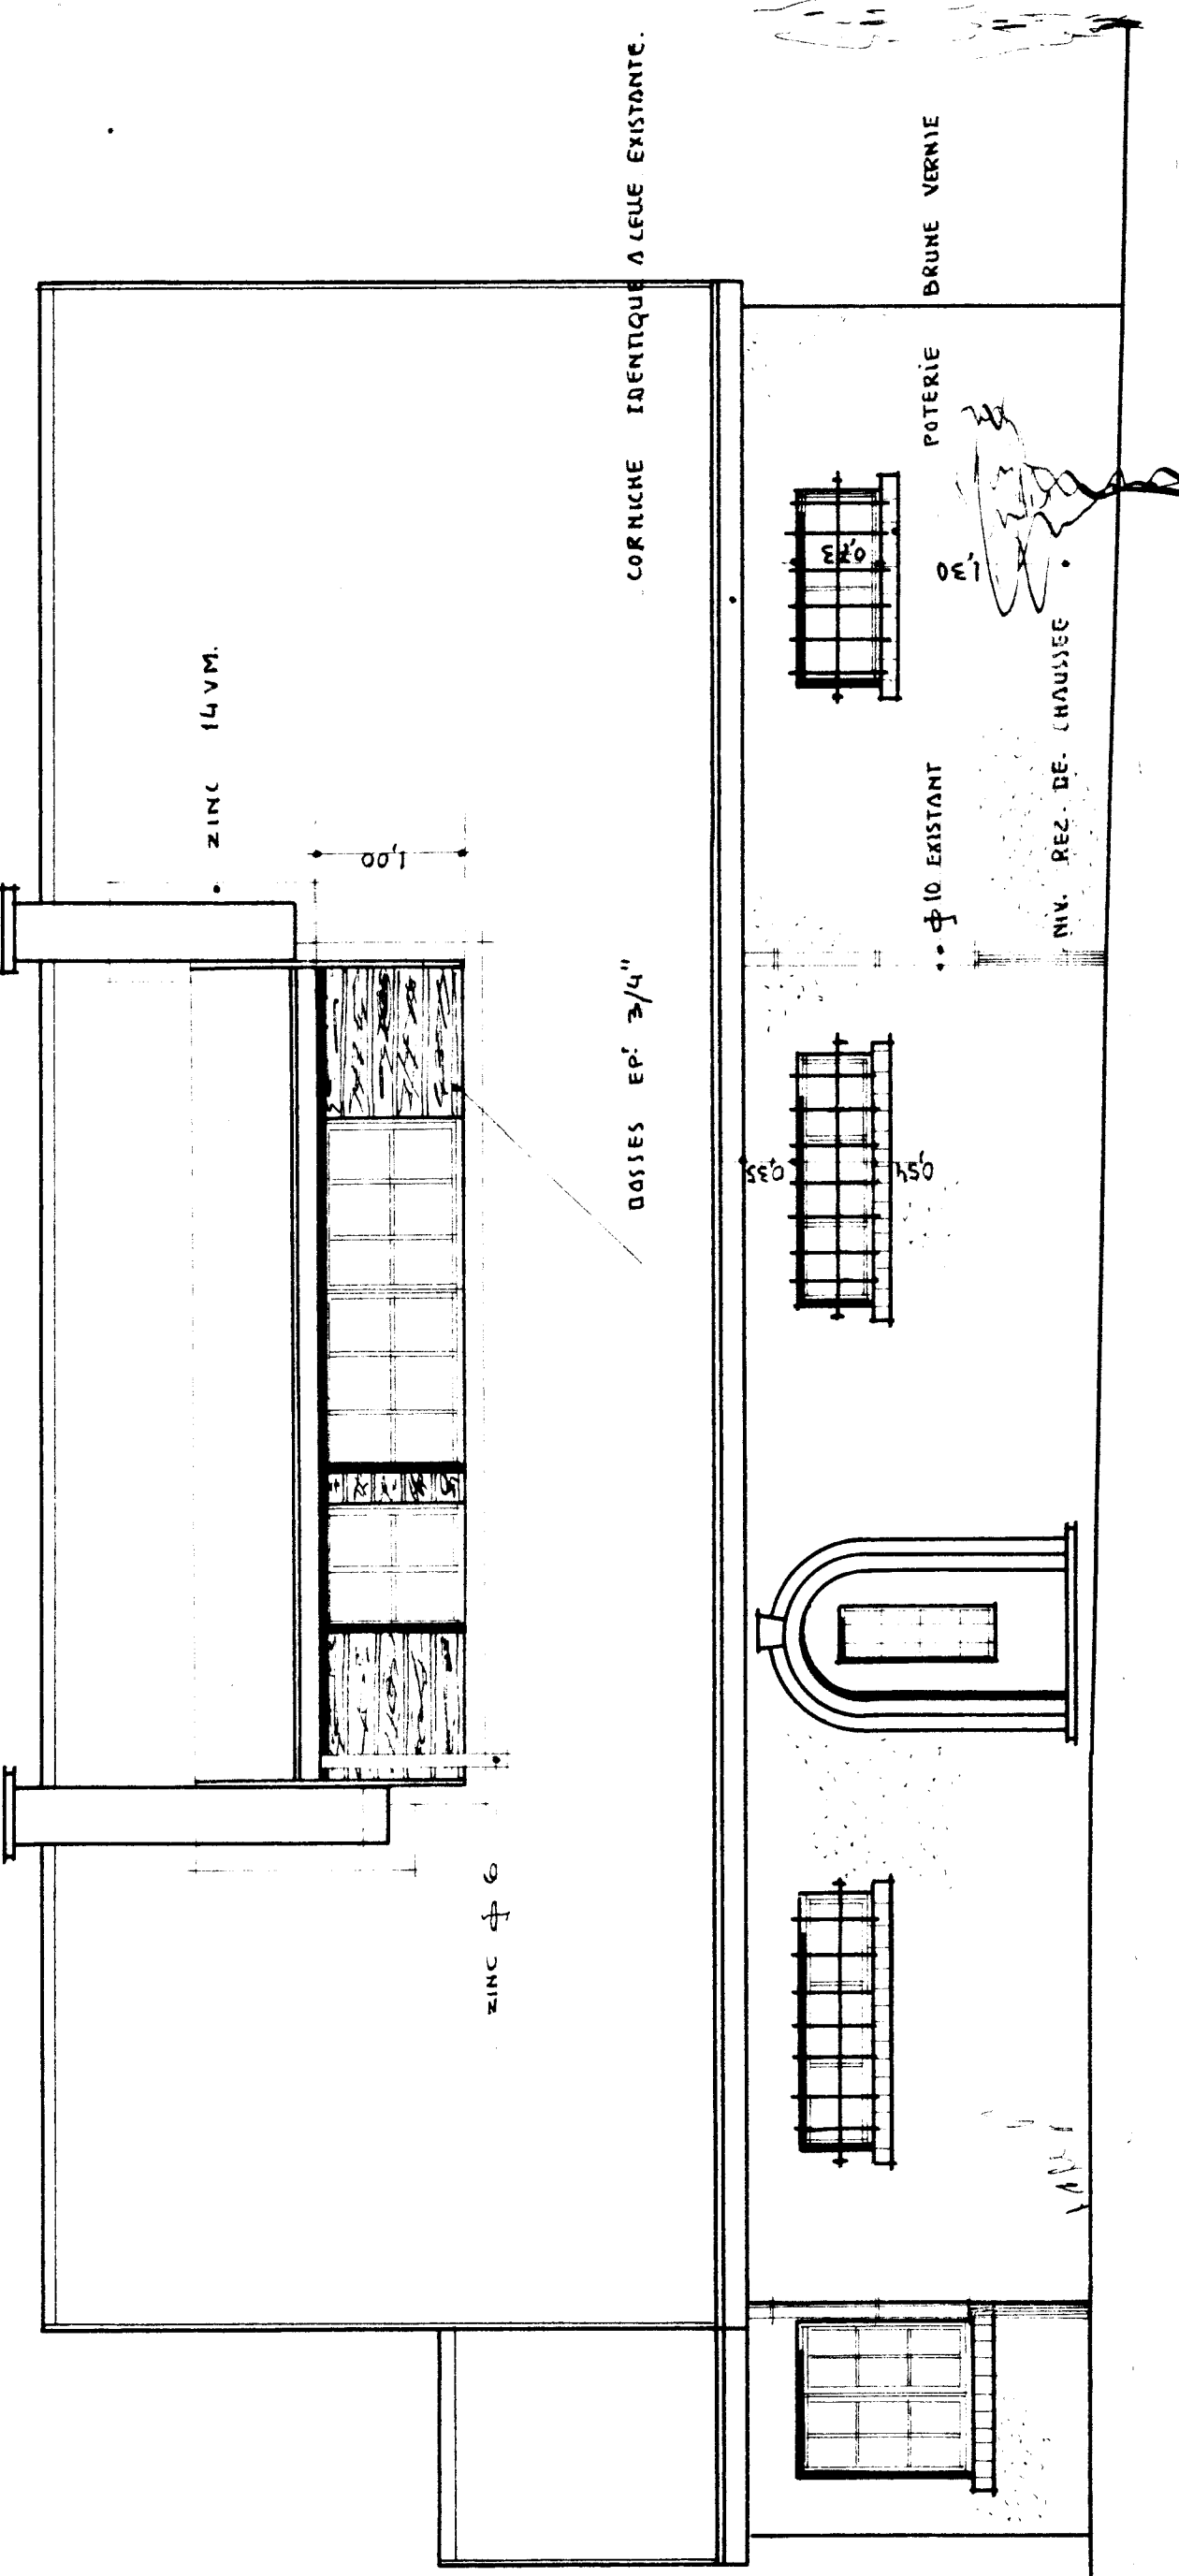 ZINC 14 VM.
1,00
CORNICHE IDENTIQUE A CELLE EXISTANTE.
DOSSES EP: 3/4"
ZINC ϕ 6
0,35
0,54
0,73
1,30
ϕ 10 EXISTANT
POTERIE BRUNE VERNIE
NIV. REZ. DE. CHAUSSEE